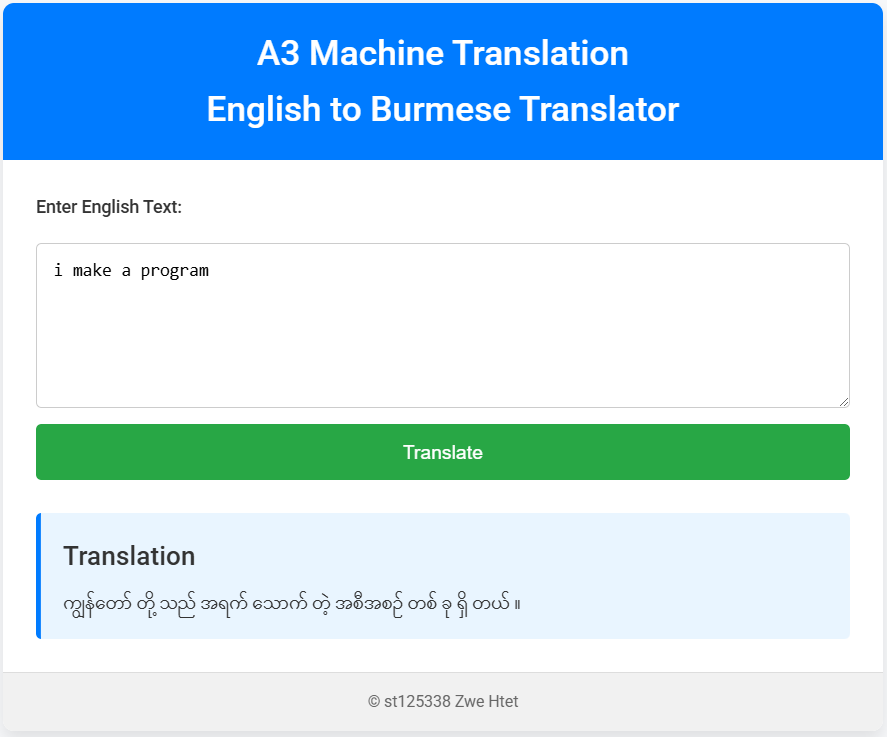 A3 Machine Translation
English to Burmese Translator
Enter English Text:
i make a program
Translate
Translation
ကျွန်တော် တို့ သည် အရက် သောက် တဲ့ အစီအစဉ် တစ် ခု ရှိ တယ် ။
© st125338 Zwe Htet